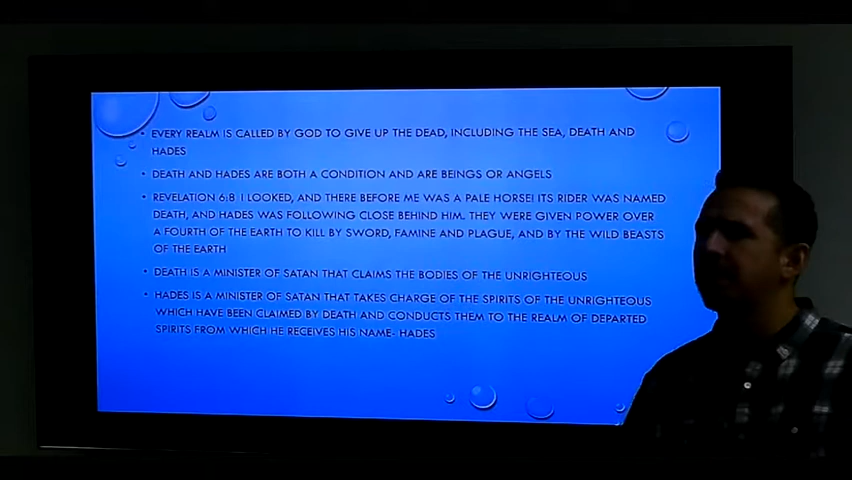 • EVERY REALM IS CALLED BY GOD TO GIVE UP THE DEAD, INCLUDING THE SEA, DEATH AND
HADES
• DEATH AND HADES ARE BOTH A CONDITION AND ARE BEINGS OR ANGELS
• REVELATION 6:8 I LOOKED, AND THERE BEFORE ME WAS A PALE HORSE! ITS RIDER WAS NAMED
DEATH, AND HADES WAS FOLLOWING CLOSE BEHIND HIM. THEY WERE GIVEN POWER OVER
A FOURTH OF THE EARTH TO KILL BY SWORD, FAMINE AND PLAGUE, AND BY THE WILD BEASTS
OF THE EARTH
• DEATH IS A MINISTER OF SATAN THAT CLAIMS THE BODIES OF THE UNRIGHTEOUS
• HADES IS A MINISTER OF SATAN THAT TAKES CHARGE OF THE SPIRITS OF THE UNRIGHTEOUS
WHICH HAVE BEEN CLAIMED BY DEATH AND CONDUCTS THEM TO THE REALM OF DEPARTED
SPIRITS FROM WHICH HE RECEIVES HIS NAME- HADES